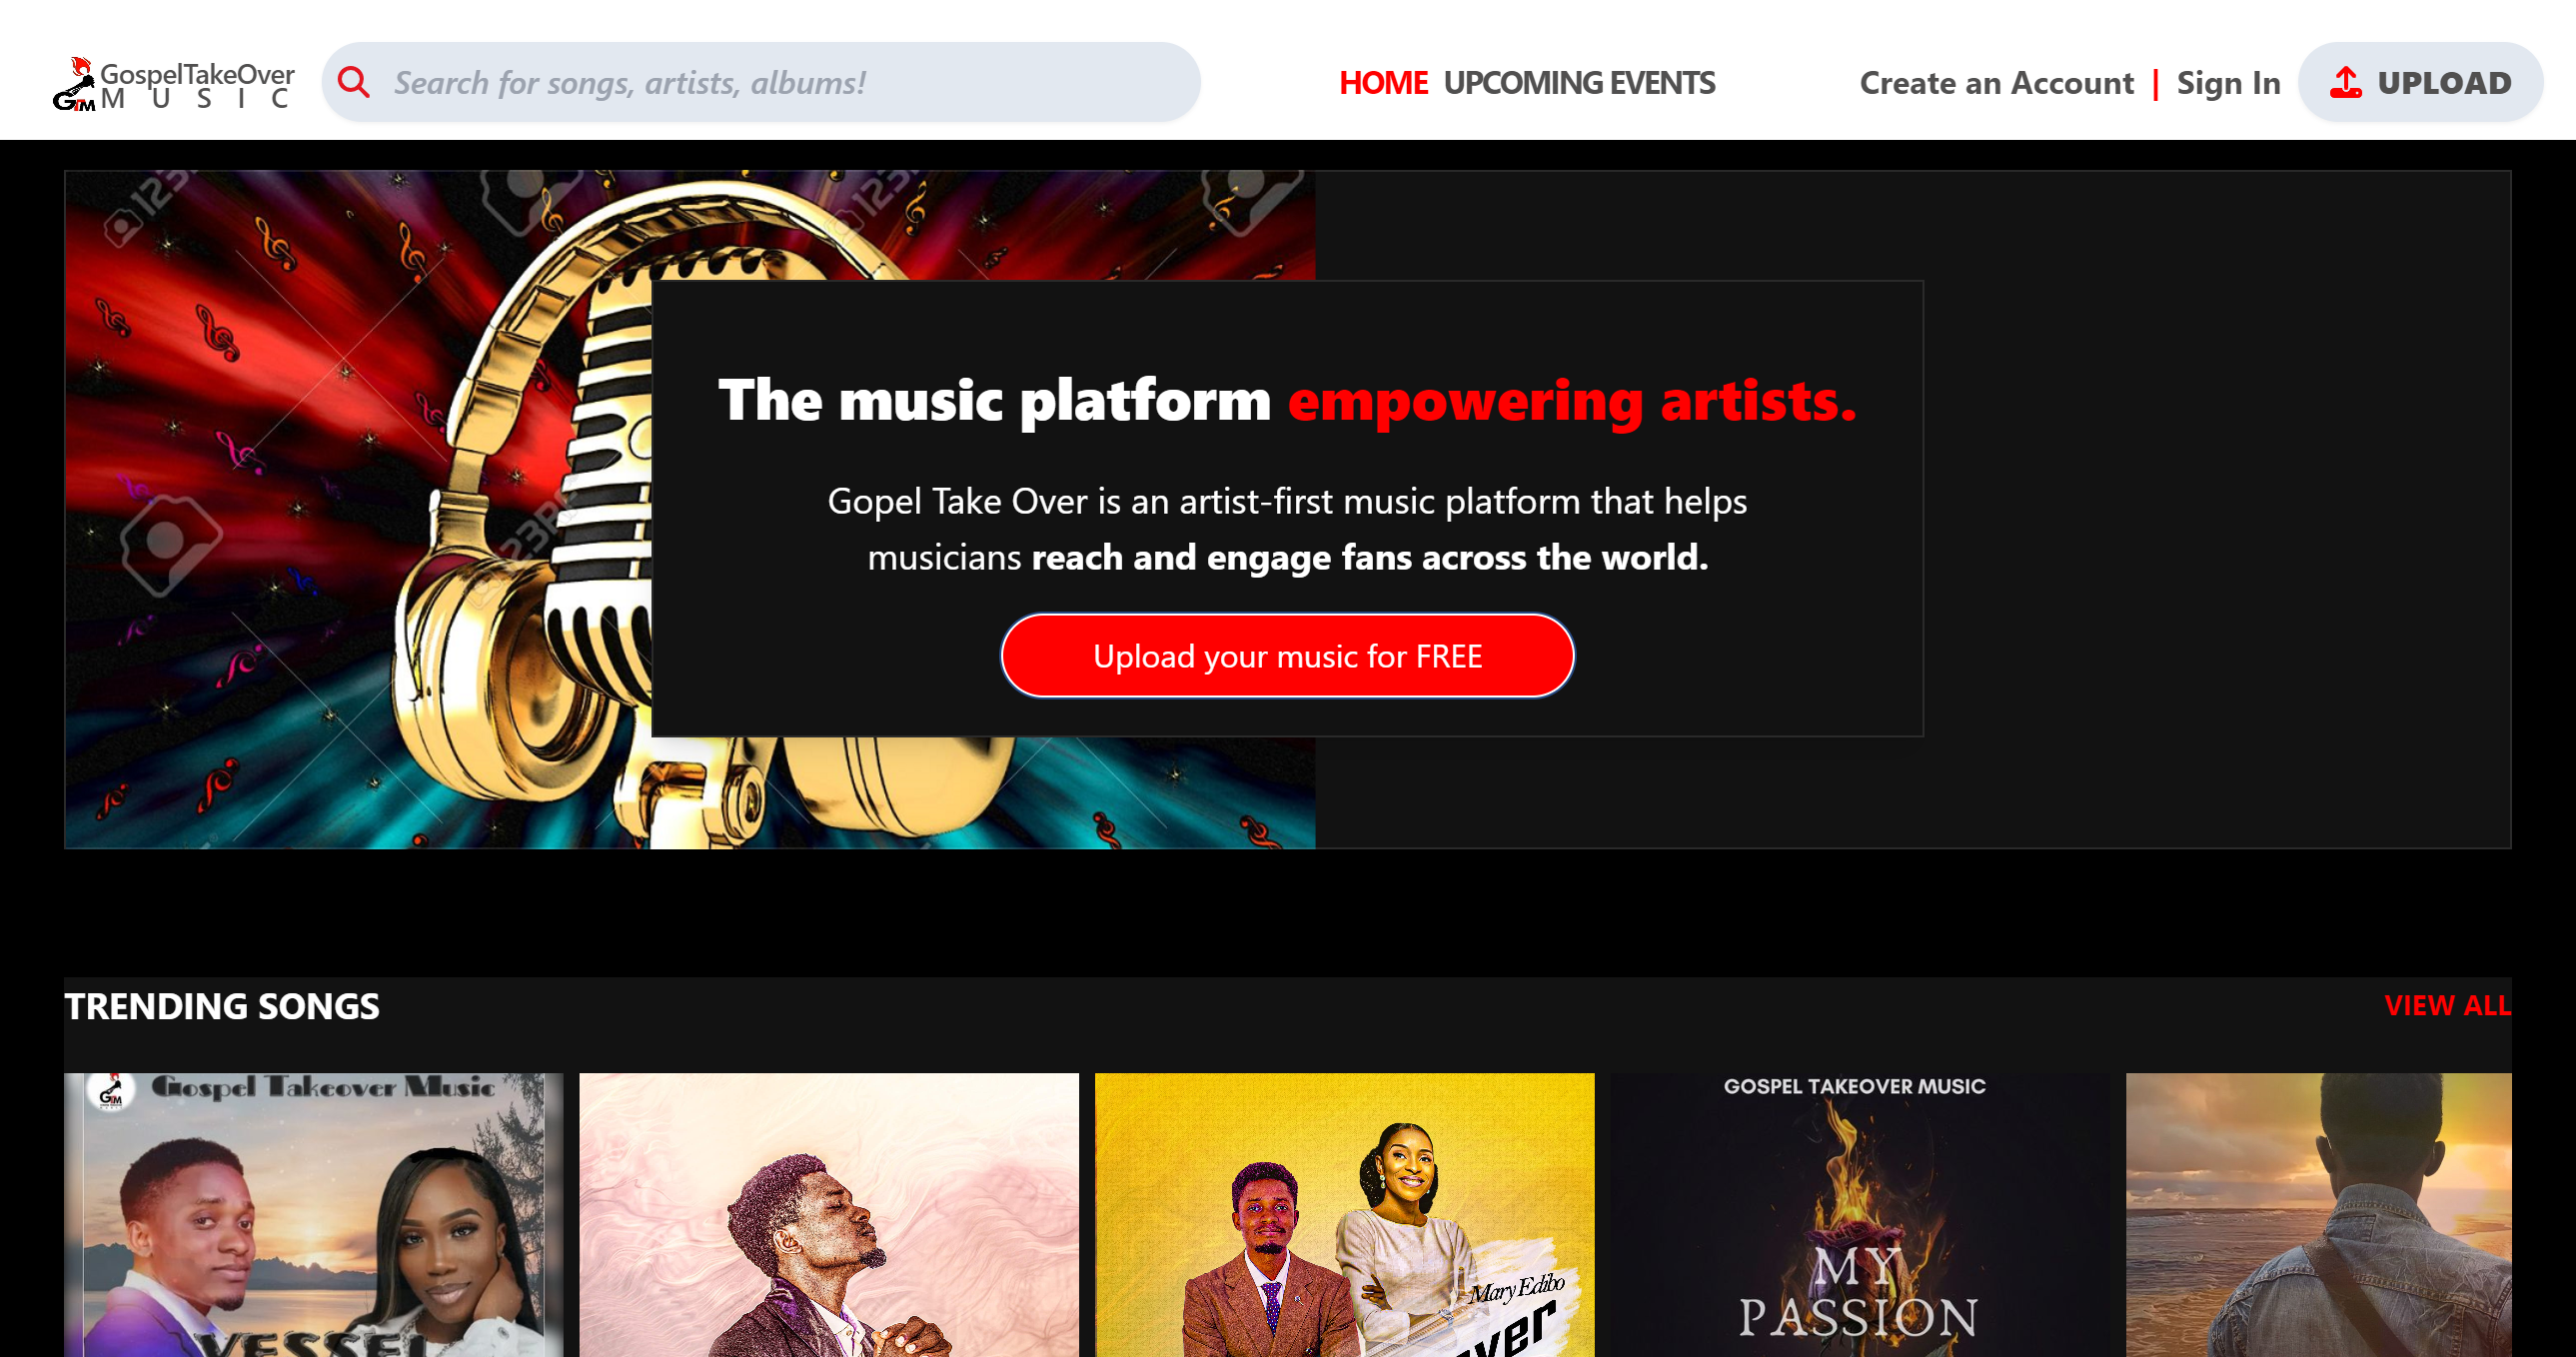 GospelTakeOver
MUSIC
GTM
Search for songs, artists, albums!
HOME UPCOMING EVENTS
Create an Account | Sign In
UPLOAD
The music platform empowering artists.
Gopel Take Over is an artist-first music platform that helps
musicians reach and engage fans across the world.
Upload your music for FREE
TRENDING SONGS
VIEW ALL
GTM
Gospel Takeover Music
VESSEL
Mary Edibo
GOSPEL TAKEOVER MUSIC
MY
PASSION